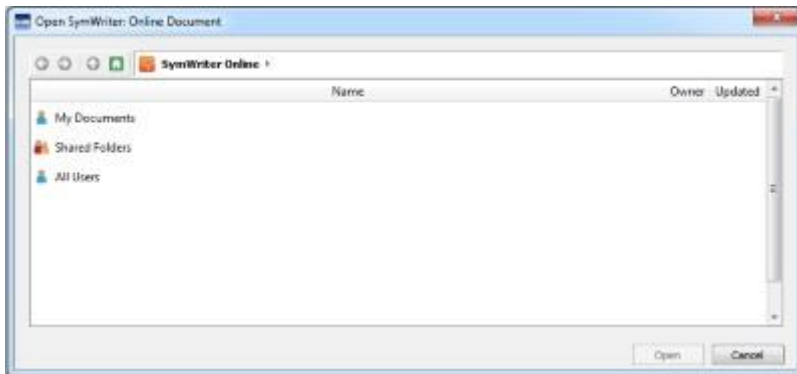 Open SymWriter: Online Document
SymWriter Online
Name Owner Updated
My Documents
Shared Folders
All Users
Open Cancel